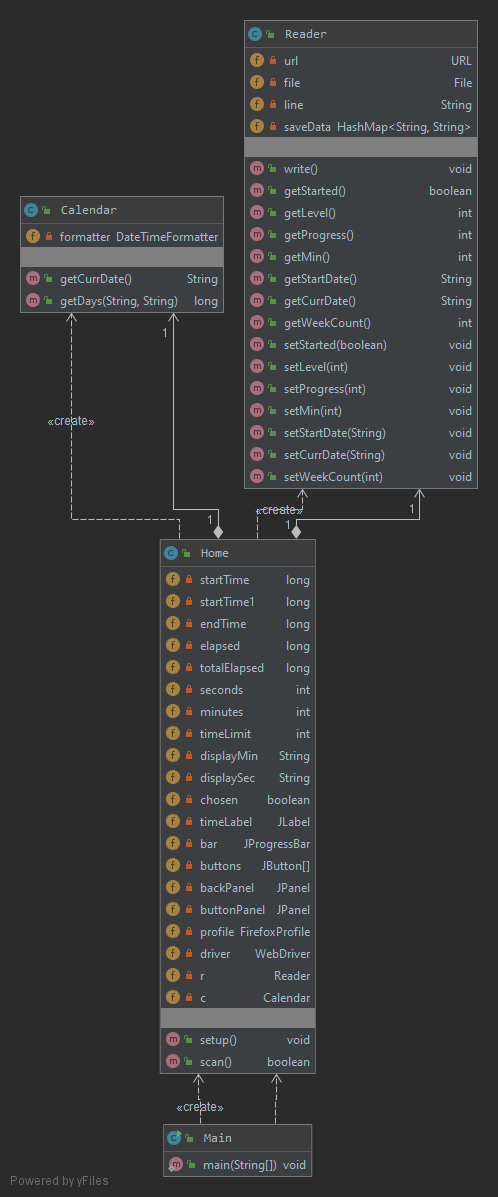 Reader
url URL
file File
line String
saveData HashMap<String, String>
write() void
getStarted() boolean
getLevel() int
getProgress() int
getMin() int
getStartDate() String
getCurrDate() String
getWeekCount() int
setStarted(boolean) void
setLevel(int) void
setProgress(int) void
setMin(int) void
setStartDate(String) void
setCurrDate(String) void
setWeekCount(int) void
Calendar
formatter DateTimeFormatter
getCurrDate() String
getDays(String, String) long
1
«create»
«create»
1
1
1
Home
startTime long
startTime1 long
endTime long
elapsed long
totalElapsed long
seconds int
minutes int
timeLimit int
displayMin String
displaySec String
chosen boolean
timeLabel JLabel
bar JProgressBar
buttons JButton[]
backPanel JPanel
buttonPanel JPanel
profile FirefoxProfile
driver WebDriver
r Reader
c Calendar
setup() void
scan() boolean
«create»
Main
main(String[]) void
Powered by yFiles